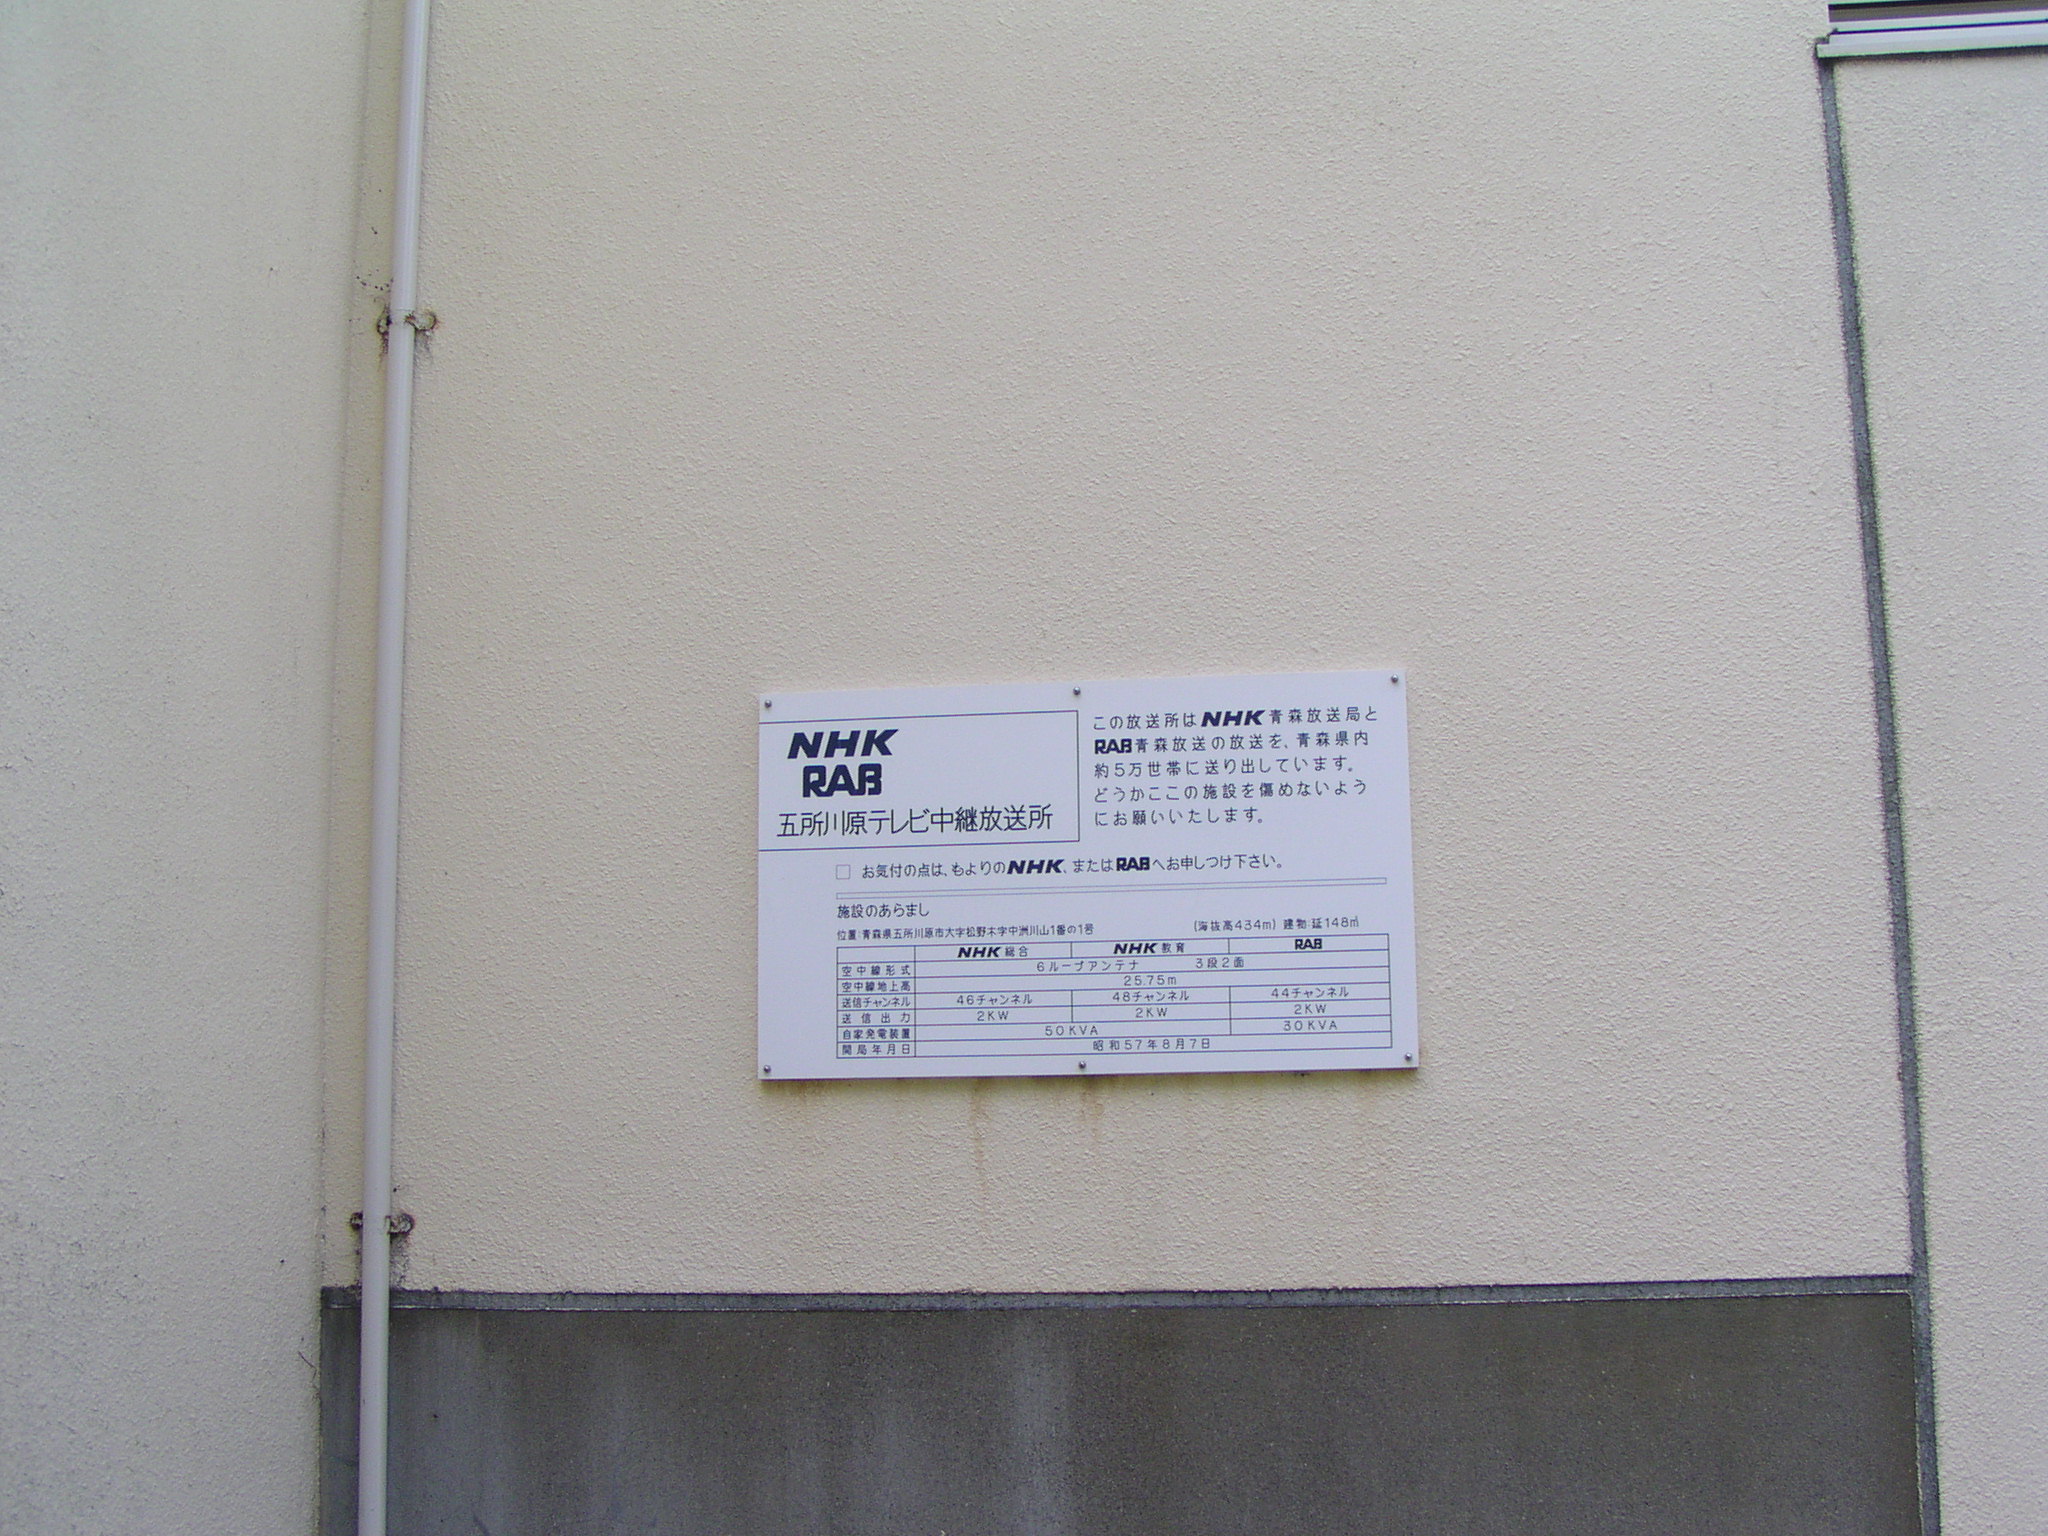 NHK
RAB
五所川原テレビ中継放送所
この放送所はNHK青森放送局と
RAB青森放送の放送を、青森県内
約5万世帯に送り出しています。
どうかここの施設を傷めないよう
にお願いいたします。
□ お気付の点は、もよりのNHK、またはRABへお申しつけ下さい。
施設のあらまし
位置:青森県五所川原市大字松野木字中洲川山1番の1号 (海抜高434m) 建物:延148㎡
NHK総合 NHK教育 RAB
空中線形式 6ループアンテナ 3段2面
空中線地上高 25.75m
送信チャンネル 46チャンネル 48チャンネル 44チャンネル
送信出力 2KW 2KW 2KW
自家発電装置 50KVA 30KVA
開局年月日 昭和57年8月7日